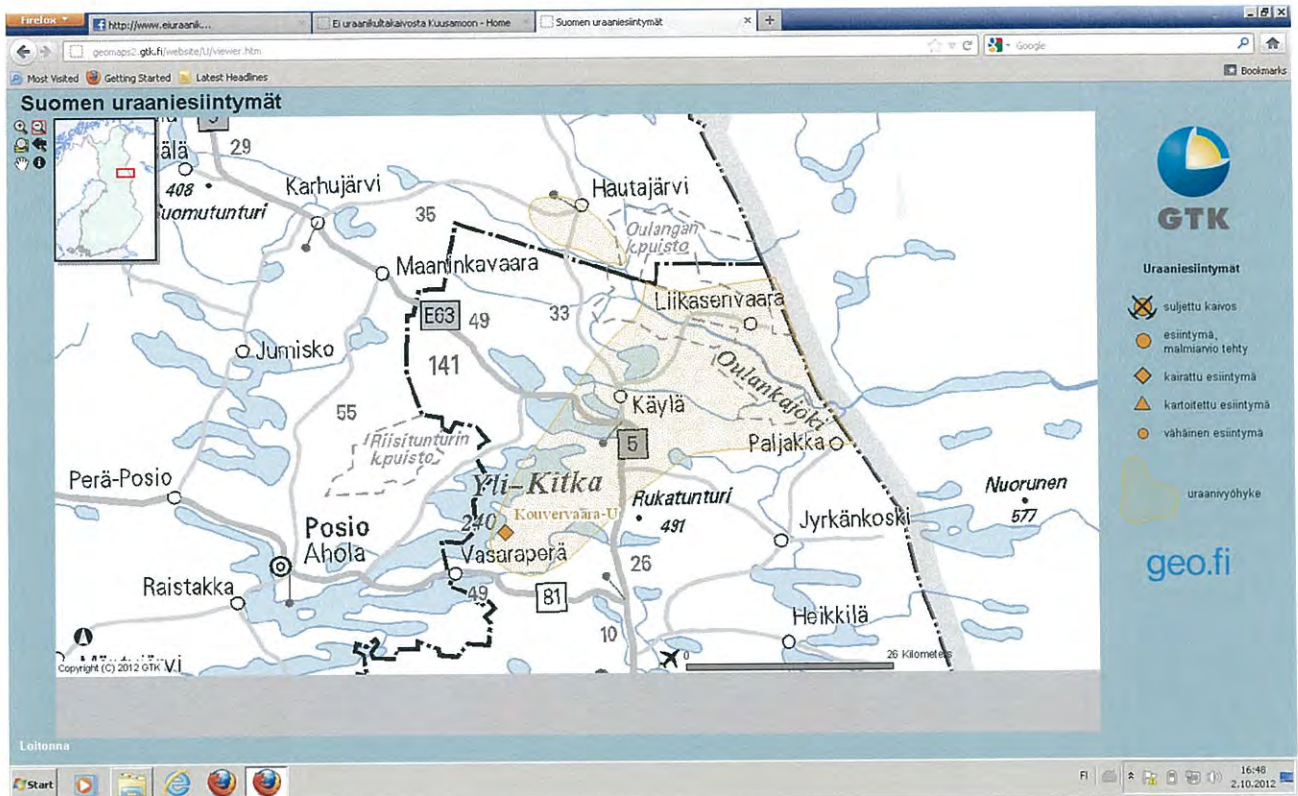 Firefox
http://www.eiuraanik...
Ei uraanikultakaivosta Kuusamoon - Home
Suomen uraaniesiintymät
geomaps2.gtk.fi/website/U/viewer.htm
Google
Most Visited
Getting Started
Latest Headlines
Bookmarks
Suomen uraaniesiintymät
29
408
Karhujärvi
35
Hautajärvi
Oulangan
k.puisto
Maaninkavaara
E63
49
33
Liikasenvaara
Jumisko
141
55
Oulankajoki
Käylä
5
Paljakka
Riisitunturin
k.puisto
Perä-Posio
Yli-Kitka
Kouvervaara-U
240
Rukatunturi
491
Nuorunen
577
Jyrkänkoski
Posio
Ahola
Vasaraperä
26
Raistakka
49
81
10
Heikkilä
0
26 Kilometers
Copyright (C) 2012 GTK
GTK
Uraaniesiintymät
suljettu kaivos
esiintymä,
malmiarvio tehty
kairattu esiintymä
kartoitettu esiintymä
vähäinen esiintymä
uraanivyöhyke
geo.fi
Loitonna
Start
FI
16:48
2.10.2012